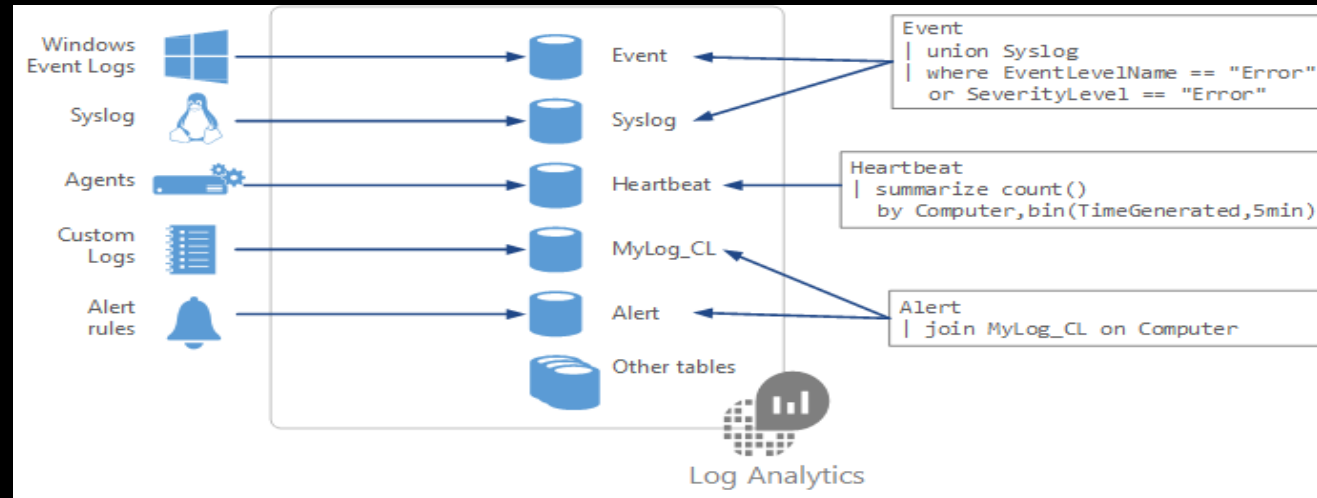 Windows
Event Logs
Syslog
Agents
Custom
Logs
Alert
rules
Event
Syslog
Heartbeat
MyLog_CL
Alert
Other tables
Log Analytics
Event
| union Syslog
| where EventLevelName == "Error"
or SeverityLevel == "Error"
Heartbeat
| summarize count()
by Computer,bin(TimeGenerated,5min)
Alert
| join MyLog_CL on Computer